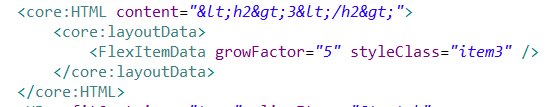 <core:HTML content="&lt;h2&gt;3&lt;/h2&gt;">
<core:layoutData>
<FlexItemData growFactor="5" styleClass="item3" />
</core:layoutData>
</core:HTML>